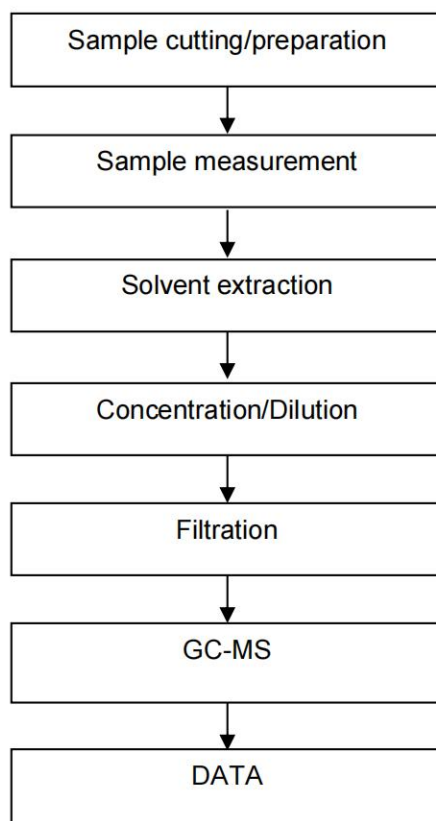 Sample cutting/preparation
Sample measurement
Solvent extraction
Concentration/Dilution
Filtration
GC-MS
DATA